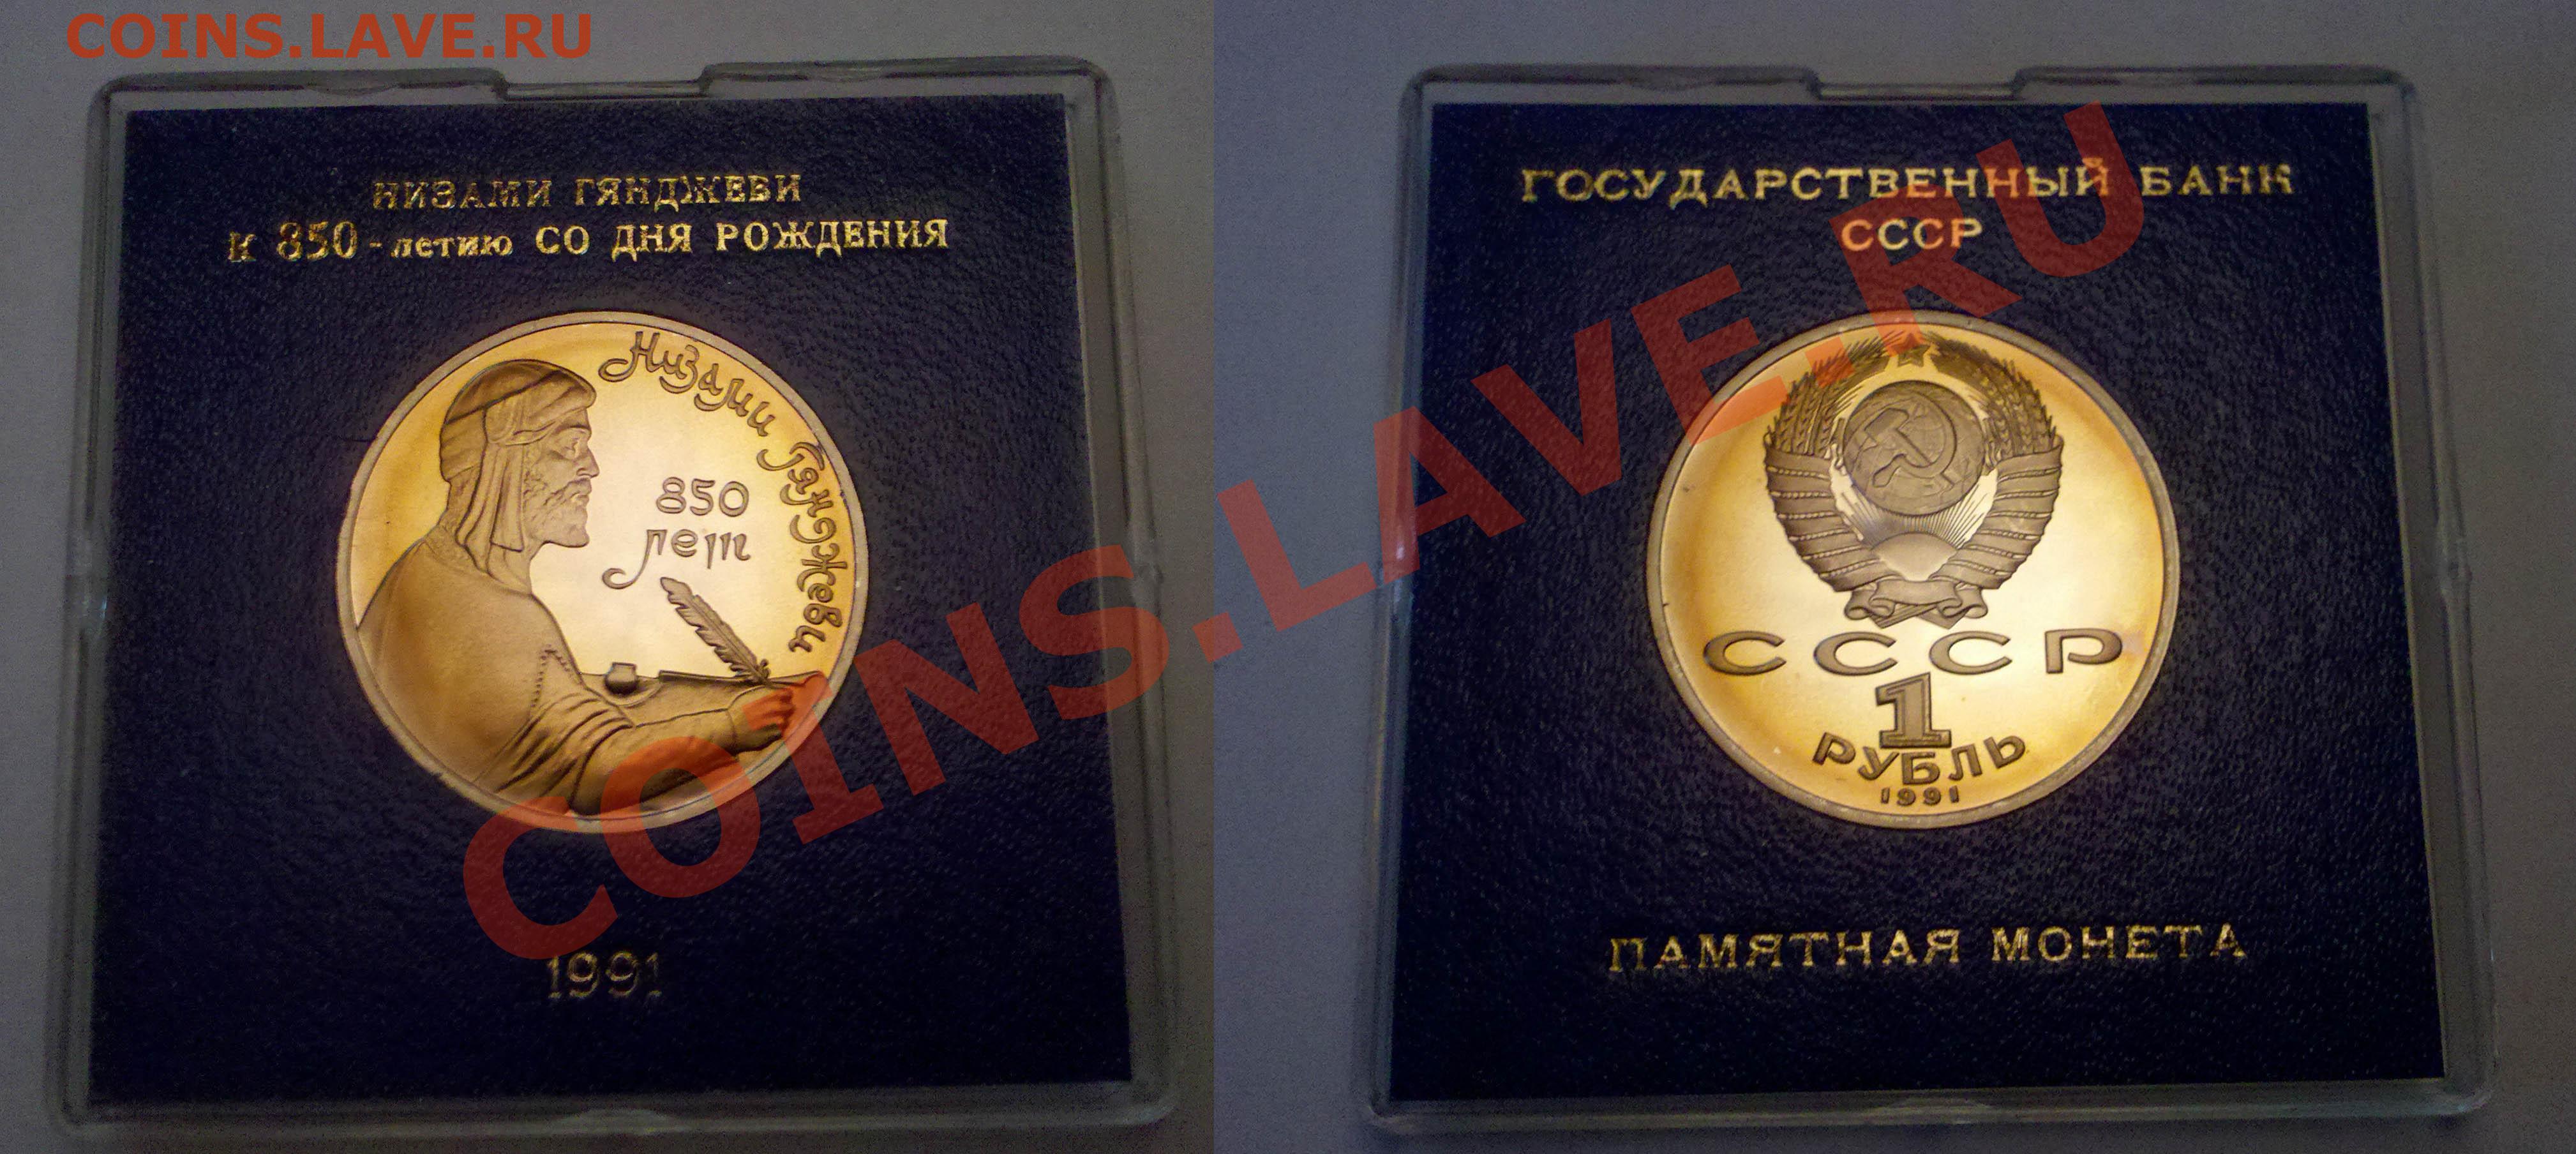 COINS.LAVE.RU
НИЗАМИ ГЯНДЖЕВИ
К 850-летию СО ДНЯ РОЖДЕНИЯ
Низами Гянджеви
850
лет
1991
ГОСУДАРСТВЕННЫЙ БАНК
СССР
СССР
1
РУБЛЬ
1991
ПАМЯТНАЯ МОНЕТА
COINS.LAVE.RU